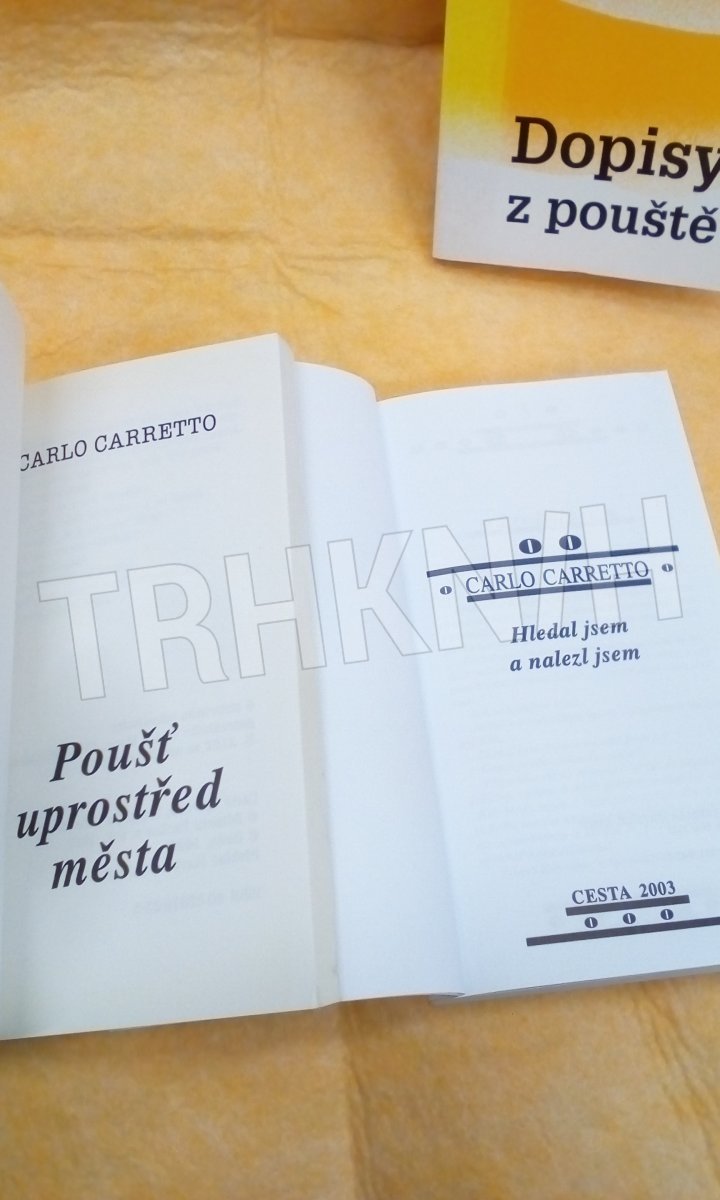 Dopisy
z pouště
CARLO CARRETTO
Poušť
uprostřed
města
CARLO CARRETTO
Hledal jsem
a nalezl jsem
CESTA 2003
TRHKNIH